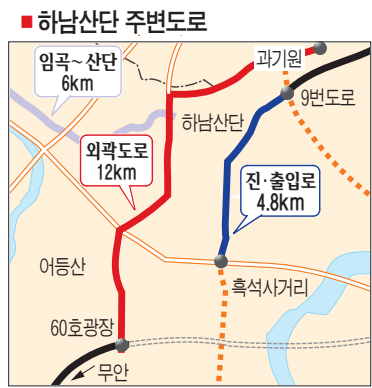 ■ 하남산단 주변도로
임곡~산단
6km
과기원
9번도로
하남산단
외곽도로
12km
진·출입로
4.8km
어등산
흑석사거리
60호광장
무안